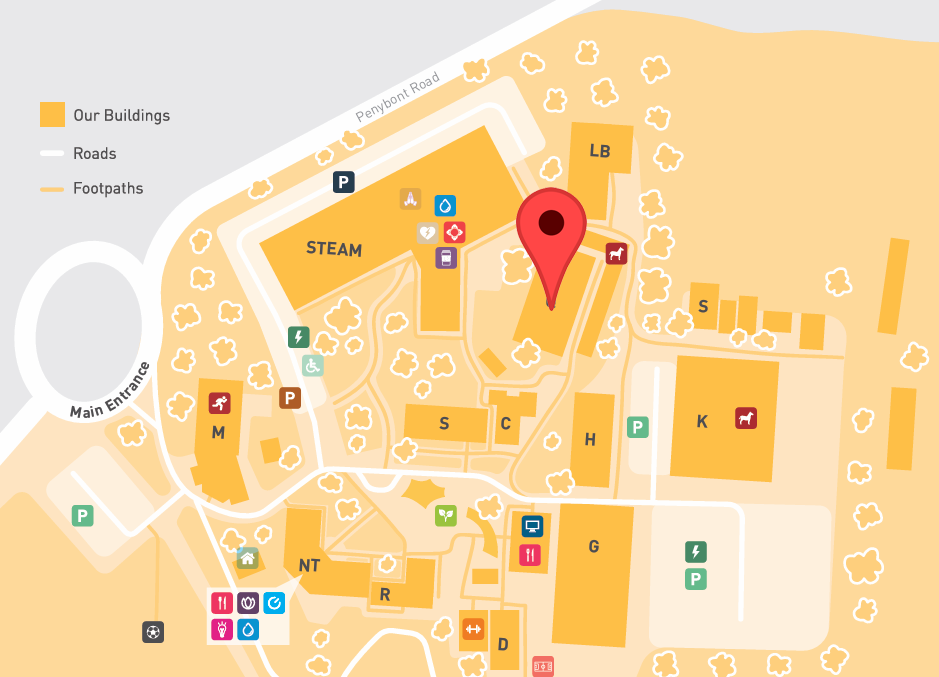 Penybont Road
Our Buildings
Roads
Footpaths
P
LB
STEAM
S
Main Entrance
P
M
S
C
H
P
K
P
NT
G
P
R
D